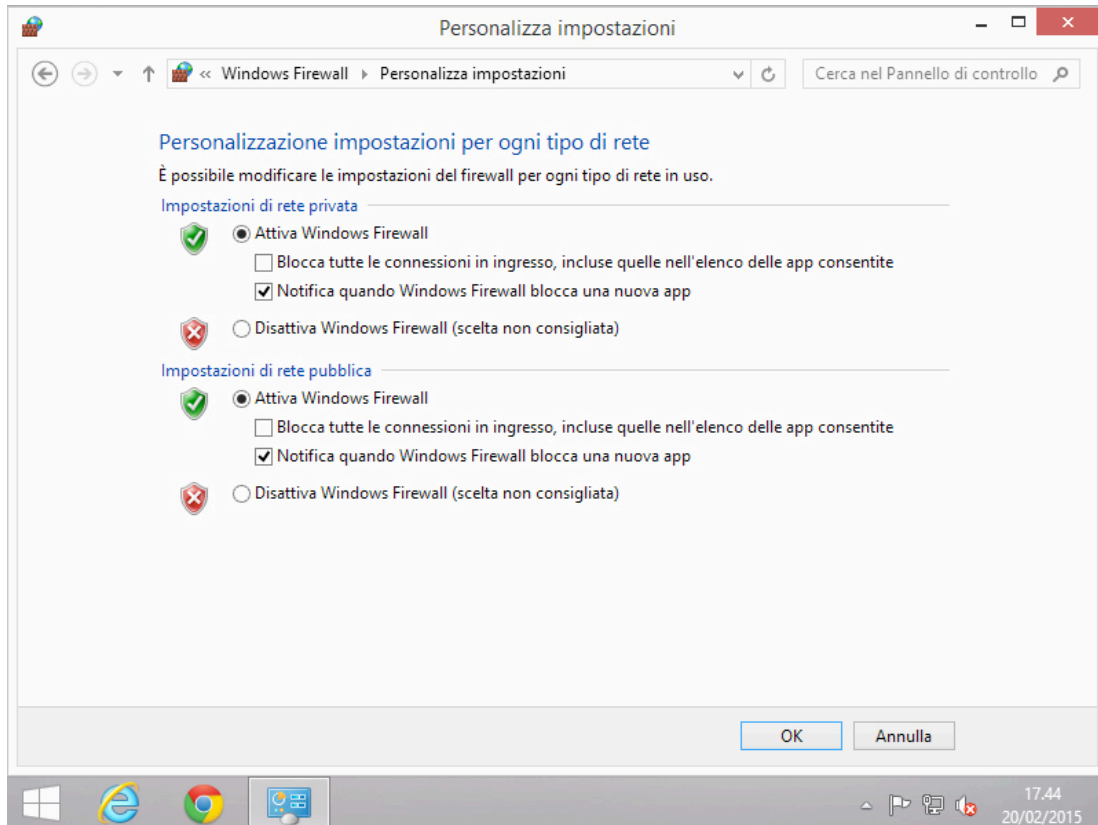 Personalizza impostazioni
« Windows Firewall Personalizza impostazioni
Cerca nel Pannello di controllo
Personalizzazione impostazioni per ogni tipo di rete
È possibile modificare le impostazioni del firewall per ogni tipo di rete in uso.
Impostazioni di rete privata
Attiva Windows Firewall
Blocca tutte le connessioni in ingresso, incluse quelle nell'elenco delle app consentite
Notifica quando Windows Firewall blocca una nuova app
Disattiva Windows Firewall (scelta non consigliata)
Impostazioni di rete pubblica
Attiva Windows Firewall
Blocca tutte le connessioni in ingresso, incluse quelle nell'elenco delle app consentite
Notifica quando Windows Firewall blocca una nuova app
Disattiva Windows Firewall (scelta non consigliata)
OK Annulla
17.44
20/02/2015